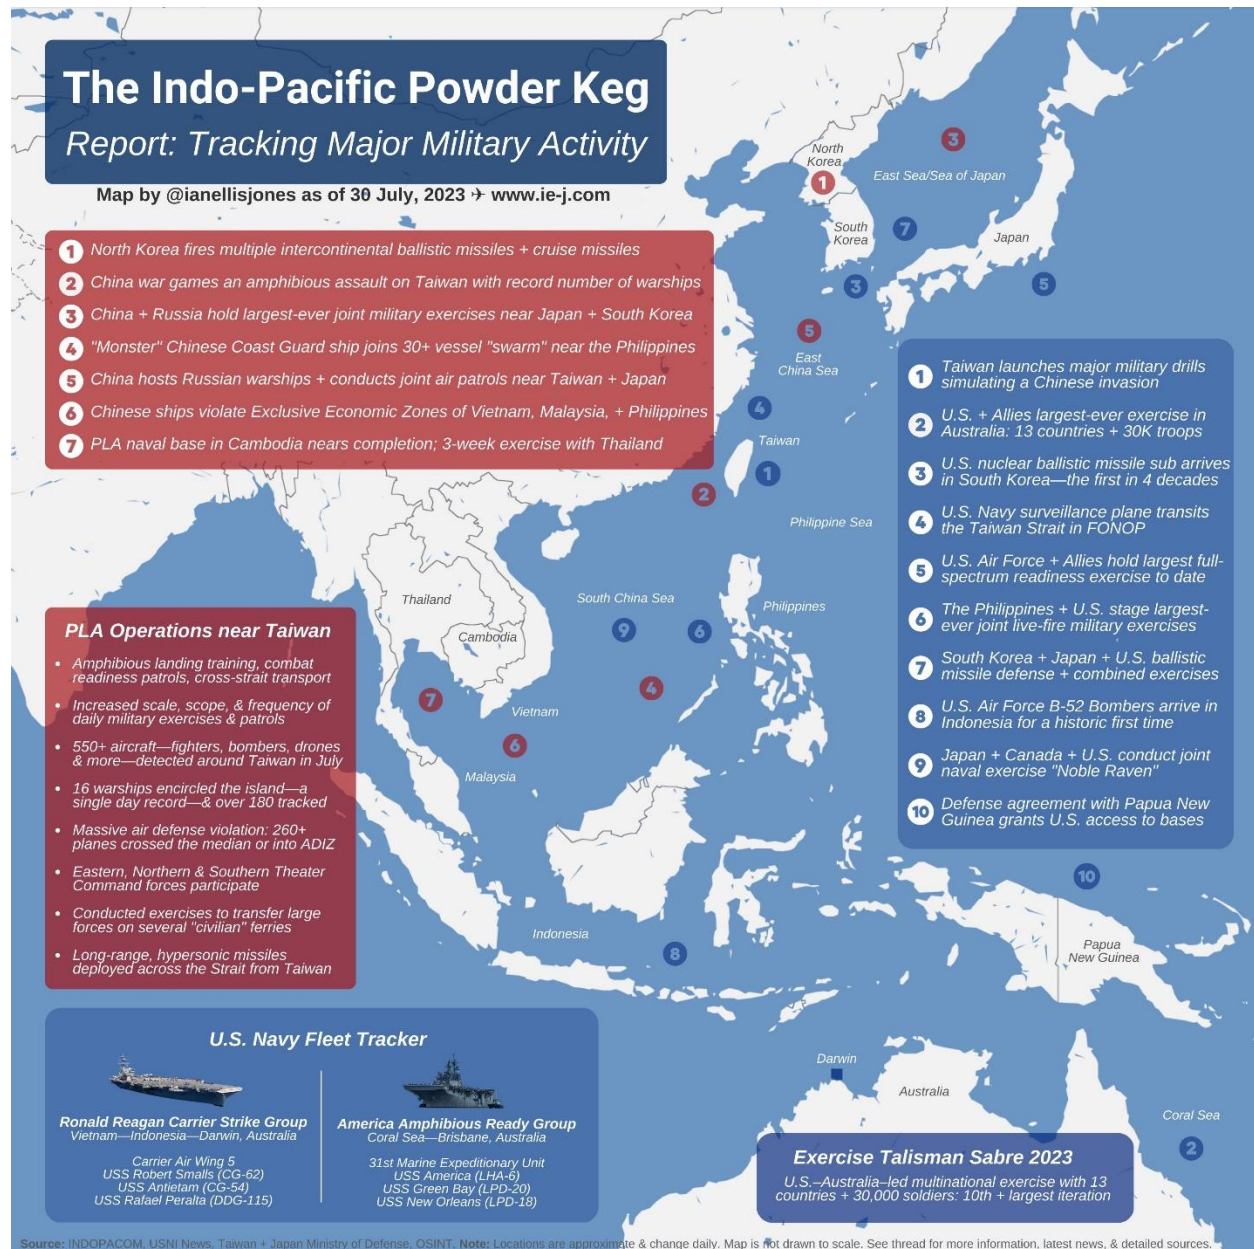 The Indo-Pacific Powder Keg
Report: Tracking Major Military Activity
Map by @ianellisjones as of 30 July, 2023 ✈ www.ie-j.com
1 North Korea fires multiple intercontinental ballistic missiles + cruise missiles
2 China war games an amphibious assault on Taiwan with record number of warships
3 China + Russia hold largest-ever joint military exercises near Japan + South Korea
4 "Monster" Chinese Coast Guard ship joins 30+ vessel "swarm" near the Philippines
5 China hosts Russian warships + conducts joint air patrols near Taiwan + Japan
6 Chinese ships violate Exclusive Economic Zones of Vietnam, Malaysia, + Philippines
7 PLA naval base in Cambodia nears completion; 3-week exercise with Thailand
3
North
Korea
1
East Sea/Sea of Japan
South
Korea
7
Japan
3
5
5
East
China Sea
4
Taiwan
1
2
Philippine Sea
1 Taiwan launches major military drills
simulating a Chinese invasion
2 U.S. + Allies largest-ever exercise in
Australia: 13 countries + 30K troops
3 U.S. nuclear ballistic missile sub arrives
in South Korea—the first in 4 decades
4 U.S. Navy surveillance plane transits
the Taiwan Strait in FONOP
5 U.S. Air Force + Allies hold largest full-
spectrum readiness exercise to date
6 The Philippines + U.S. stage largest-
ever joint live-fire military exercises
7 South Korea + Japan + U.S. ballistic
missile defense + combined exercises
8 U.S. Air Force B-52 Bombers arrive in
Indonesia for a historic first time
9 Japan + Canada + U.S. conduct joint
naval exercise "Noble Raven"
10 Defense agreement with Papua New
Guinea grants U.S. access to bases
Thailand
Cambodia
South China Sea
Philippines
9
6
4
7
Vietnam
6
Malaysia
PLA Operations near Taiwan
• Amphibious landing training, combat
readiness patrols, cross-strait transport
• Increased scale, scope, & frequency of
daily military exercises & patrols
• 550+ aircraft—fighters, bombers, drones
& more—detected around Taiwan in July
• 16 warships encircled the island—a
single day record—& over 180 tracked
• Massive air defense violation: 260+
planes crossed the median or into ADIZ
• Eastern, Northern & Southern Theater
Command forces participate
• Conducted exercises to transfer large
forces on several "civilian" ferries
• Long-range, hypersonic missiles
deployed across the Strait from Taiwan
10
Indonesia
8
Papua
New Guinea
U.S. Navy Fleet Tracker
Ronald Reagan Carrier Strike Group
Vietnam—Indonesia—Darwin, Australia
Carrier Air Wing 5
USS Robert Smalls (CG-62)
USS Antietam (CG-54)
USS Rafael Peralta (DDG-115)
America Amphibious Ready Group
Coral Sea—Brisbane, Australia
31st Marine Expeditionary Unit
USS America (LHA-6)
USS Green Bay (LPD-20)
USS New Orleans (LPD-18)
Darwin
Australia
Coral Sea
2
Exercise Talisman Sabre 2023
U.S.–Australia–led multinational exercise with 13
countries + 30,000 soldiers: 10th + largest iteration
Source: INDOPACOM, USNI News, Taiwan + Japan Ministry of Defense, OSINT. Note: Locations are approximate & change daily. Map is not drawn to scale. See thread for more information, latest news, & detailed sources.